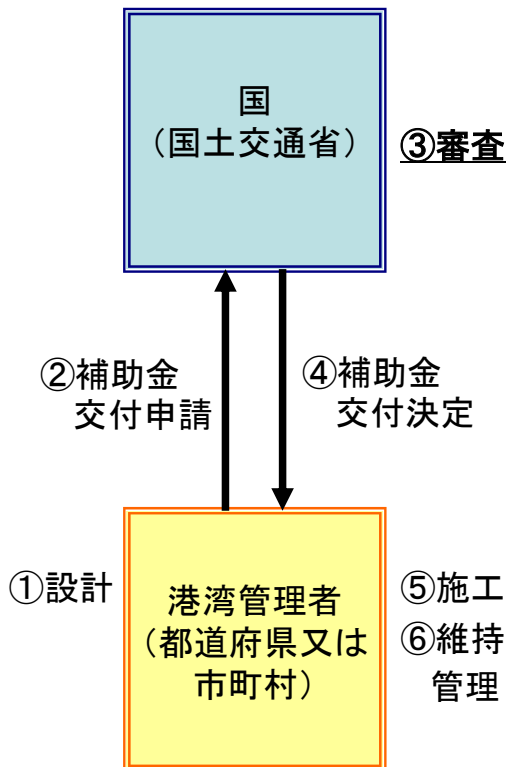 国
（国土交通省）
③審査
②補助金
交付申請
④補助金
交付決定
①設計
港湾管理者
（都道府県又は
市町村）
⑤施工
⑥維持
管理